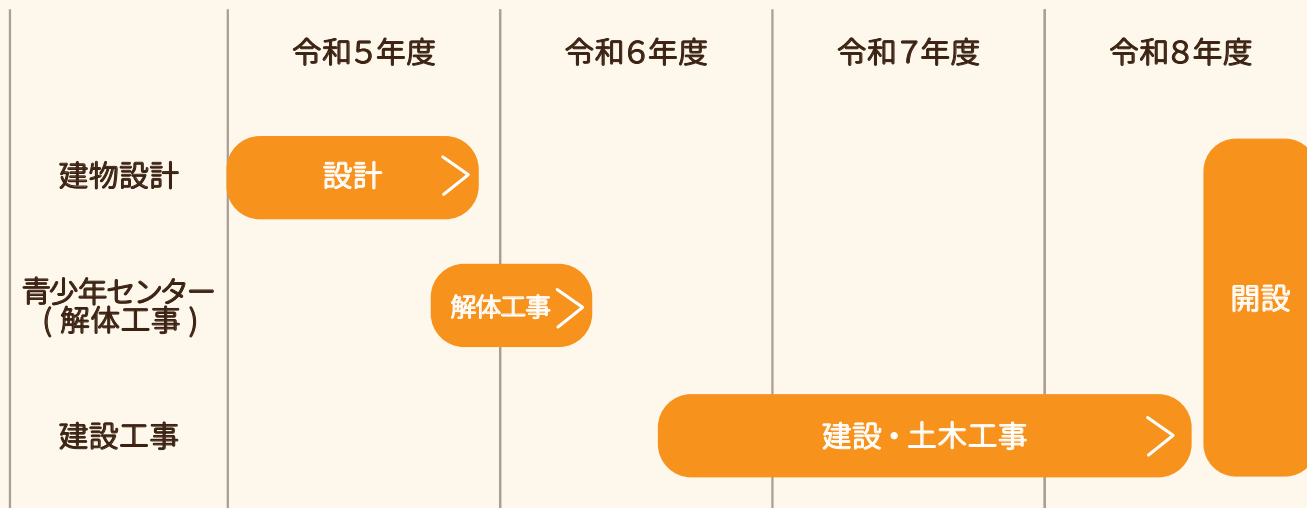 令和5年度
令和6年度
令和7年度
令和8年度
建物設計
設計
青少年センター
(解体工事)
解体工事
開設
建設工事
建設・土木工事